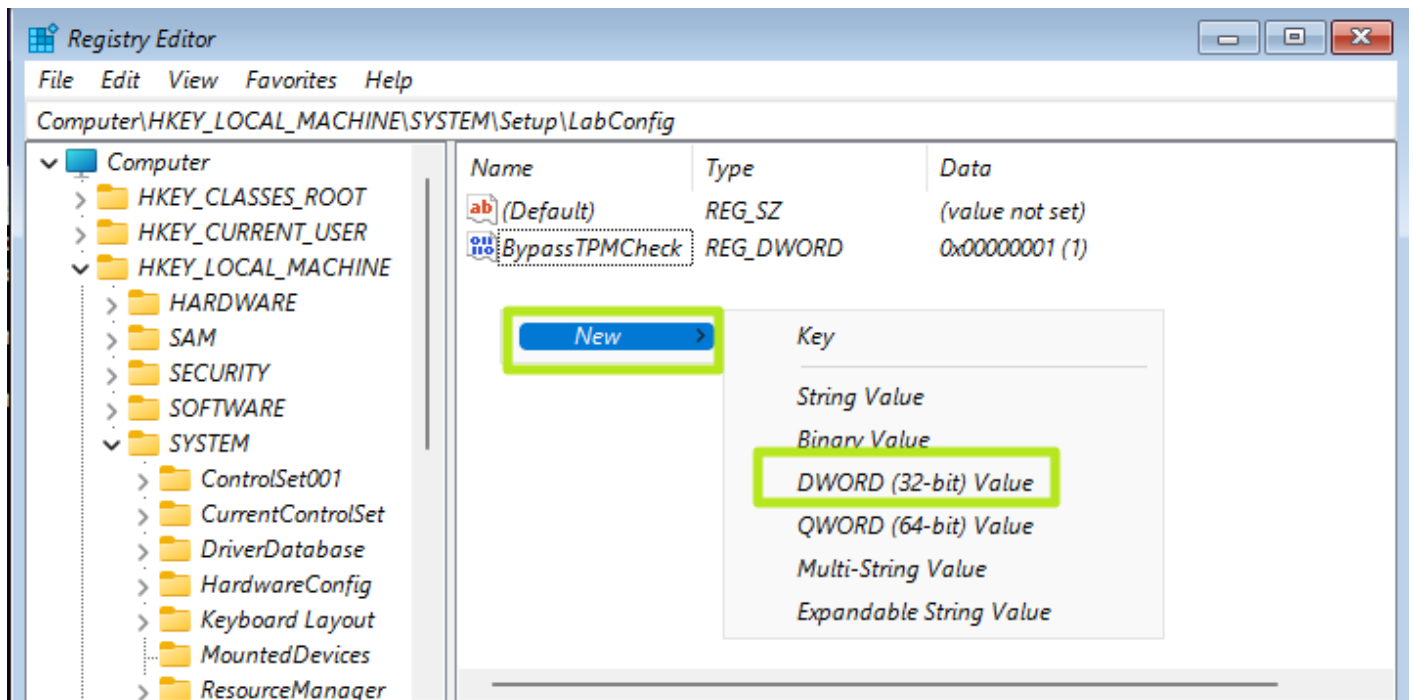 Registry Editor
File Edit View Favorites Help
Computer\HKEY_LOCAL_MACHINE\SYSTEM\Setup\LabConfig
Computer
HKEY_CLASSES_ROOT
HKEY_CURRENT_USER
HKEY_LOCAL_MACHINE
HARDWARE
SAM
SECURITY
SOFTWARE
SYSTEM
ControlSet001
CurrentControlSet
DriverDatabase
HardwareConfig
Keyboard Layout
MountedDevices
ResourceManager
Name Type Data
(Default) REG_SZ (value not set)
BypassTPMCheck REG_DWORD 0x00000001 (1)
New
Key
String Value
Binary Value
DWORD (32-bit) Value
QWORD (64-bit) Value
Multi-String Value
Expandable String Value